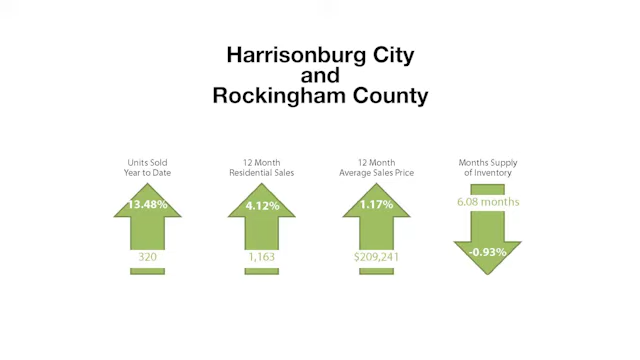 Harrisonburg City
and
Rockingham County
Units Sold
Year to Date
13.48%
320
12 Month
Residential Sales
4.12%
1,163
12 Month
Average Sales Price
1.17%
$209,241
Months Supply
of Inventory
6.08 months
-0.93%